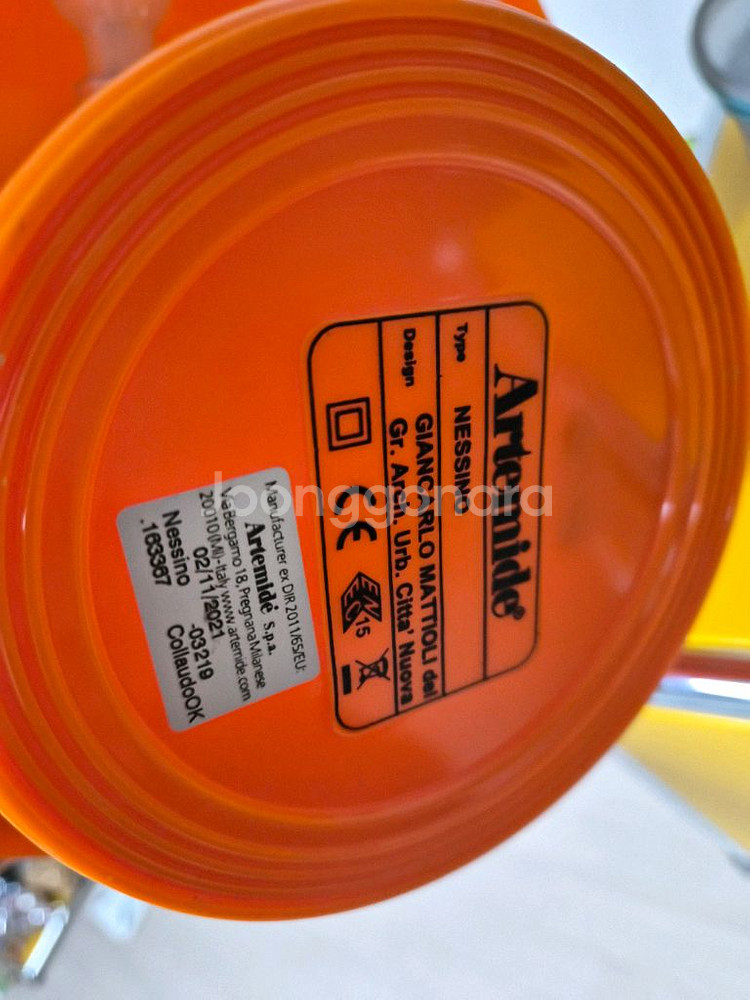 Artemide®
Type NESSINO
Design GIANCARLO MATTIOLI del
Gr. Arch. Urb. Citta' Nuova
CE 15
Manufacturer ex DIR 2011/65/EU:
Artemide S.p.a.
Via Bergamo 18, Pregnana Milanese
20010(MI)-Italy www.artemide.com
02/11/2021 -03219
Nessino CollaudoOK
.163367
joonggonara